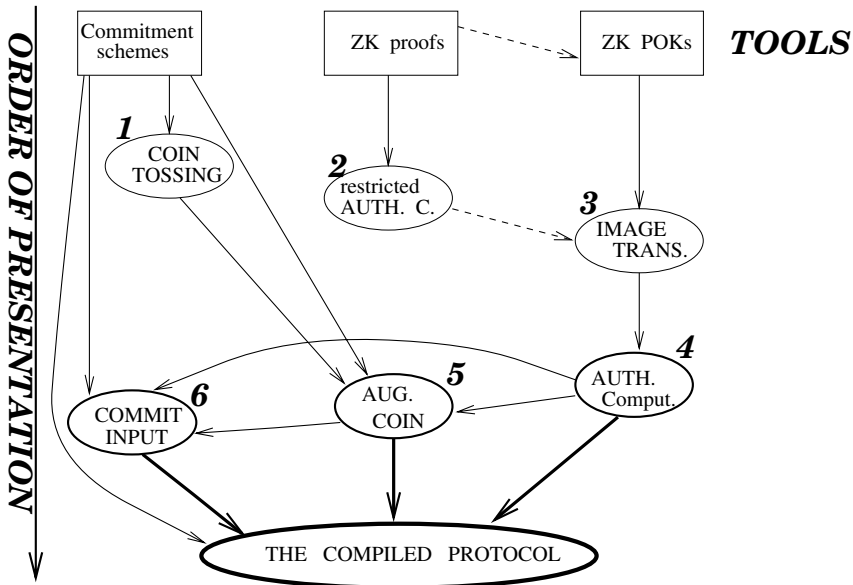 ORDER OF PRESENTATION
Commitment
schemes
ZK proofs
ZK POKs
TOOLS
1
COIN
TOSSING
2
restricted
AUTH. C.
3
IMAGE
TRANS.
4
AUTH.
Comput.
5
AUG.
COIN
6
COMMIT
INPUT
THE COMPILED PROTOCOL